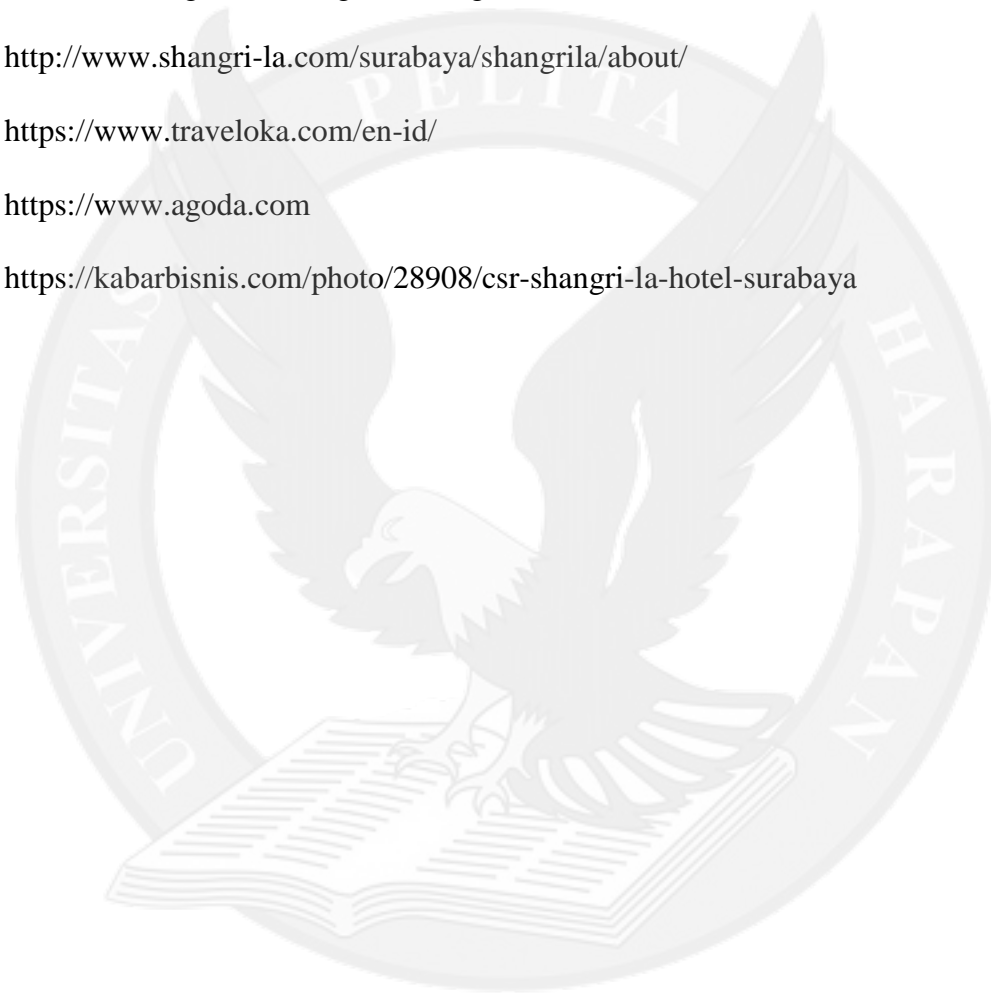 http://www.shangri-la.com/surabaya/shangrila/about/
https://www.traveloka.com/en-id/
https://www.agoda.com
https://kabarbisnis.com/photo/28908/csr-shangri-la-hotel-surabaya
UNIVERSITAS PELITA HARAPAN